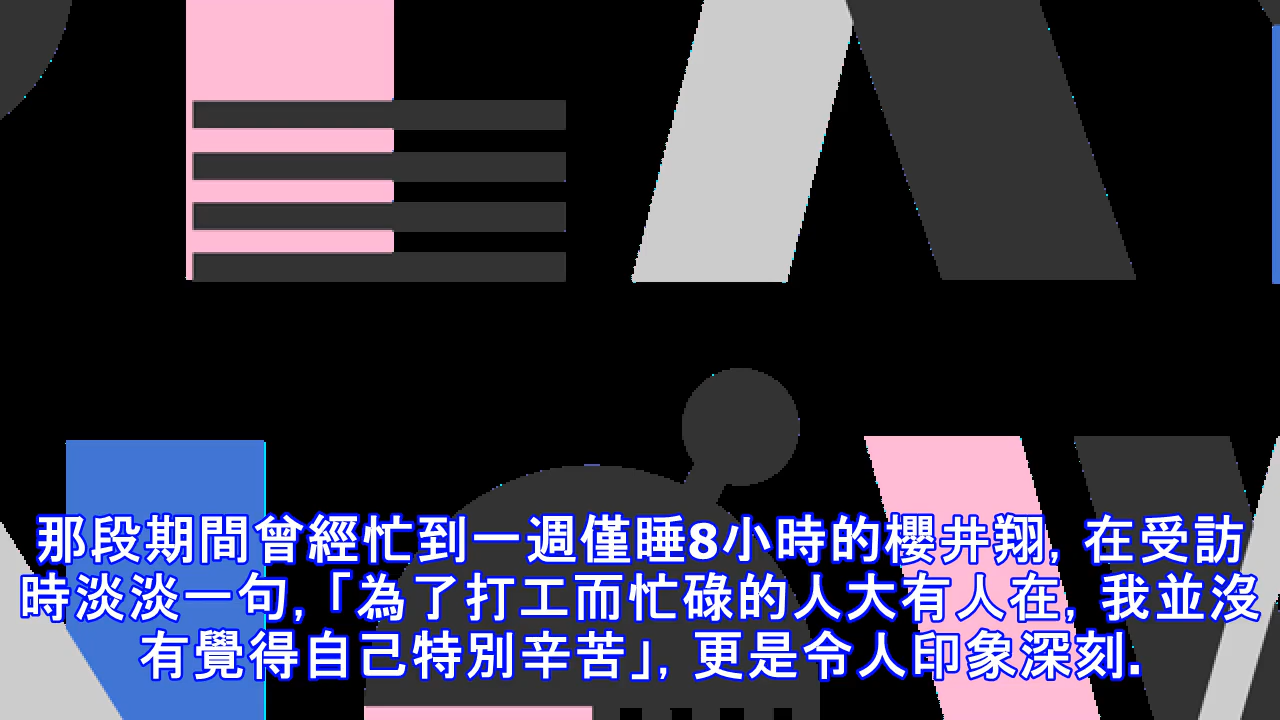 那段期間曾經忙到一週僅睡8小時的櫻井翔, 在受訪
時淡淡一句,「為了打工而忙碌的人大有人在, 我並沒
有覺得自己特別辛苦」, 更是令人印象深刻.